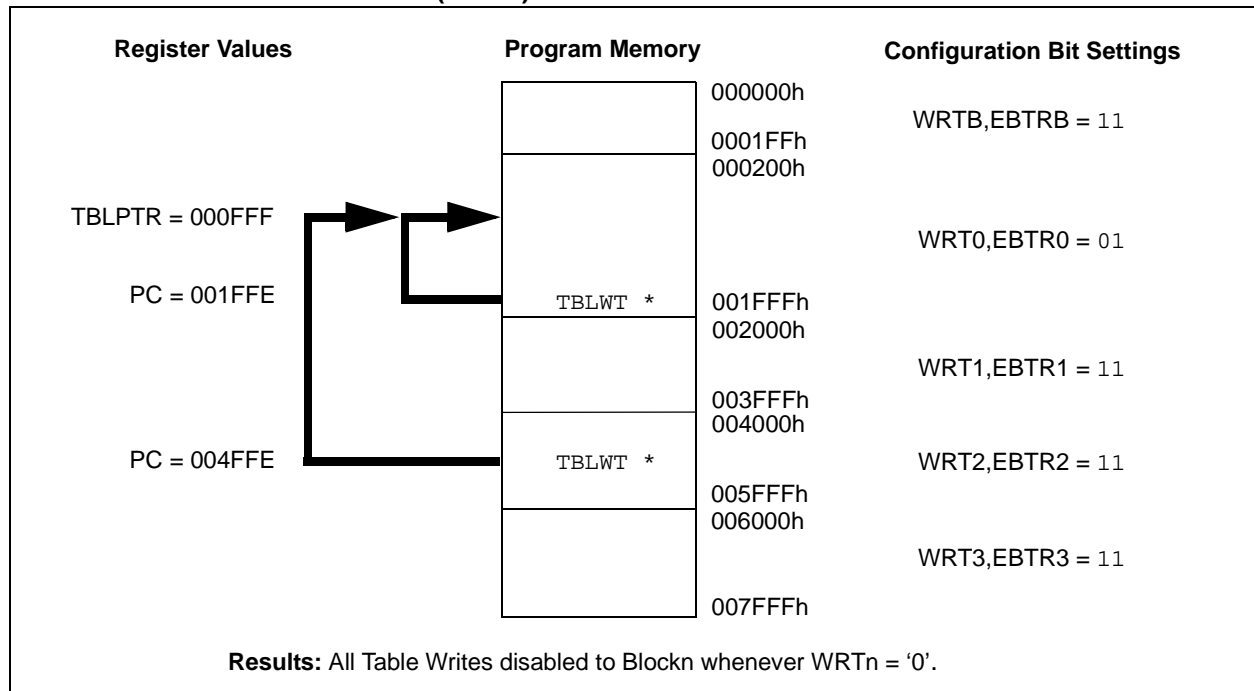 Register Values
Program Memory
Configuration Bit Settings
000000h
WRTB,EBTRB = 11
0001FFh
000200h
TBLPTR = 000FFF
WRT0,EBTR0 = 01
PC = 001FFE
TBLWT *
001FFFh
002000h
WRT1,EBTR1 = 11
003FFFh
004000h
PC = 004FFE
TBLWT *
WRT2,EBTR2 = 11
005FFFh
006000h
WRT3,EBTR3 = 11
007FFFh
Results: All Table Writes disabled to Blockn whenever WRTn = ‘0’.